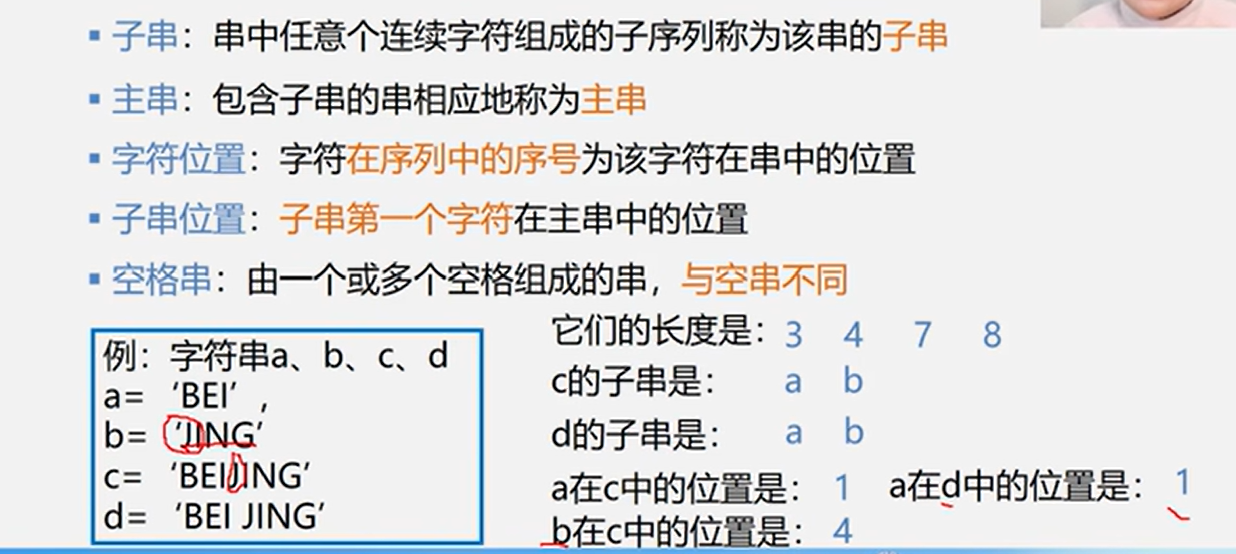 ▪ 子串：串中任意个连续字符组成的子序列称为该串的子串
▪ 主串：包含子串的串相应地称为主串
▪ 字符位置：字符在序列中的序号为该字符在串中的位置
▪ 子串位置：子串第一个字符在主串中的位置
▪ 空格串：由一个或多个空格组成的串，与空串不同
例：字符串a、b、c、d
a= ‘BEI’ ，
b= ‘JING’
c= ‘BEIJING’
d= ‘BEI JING’
它们的长度是： 3 4 7 8
c的子串是： a b
d的子串是： a b
a在c中的位置是： 1 a在d中的位置是： 1
b在c中的位置是： 4